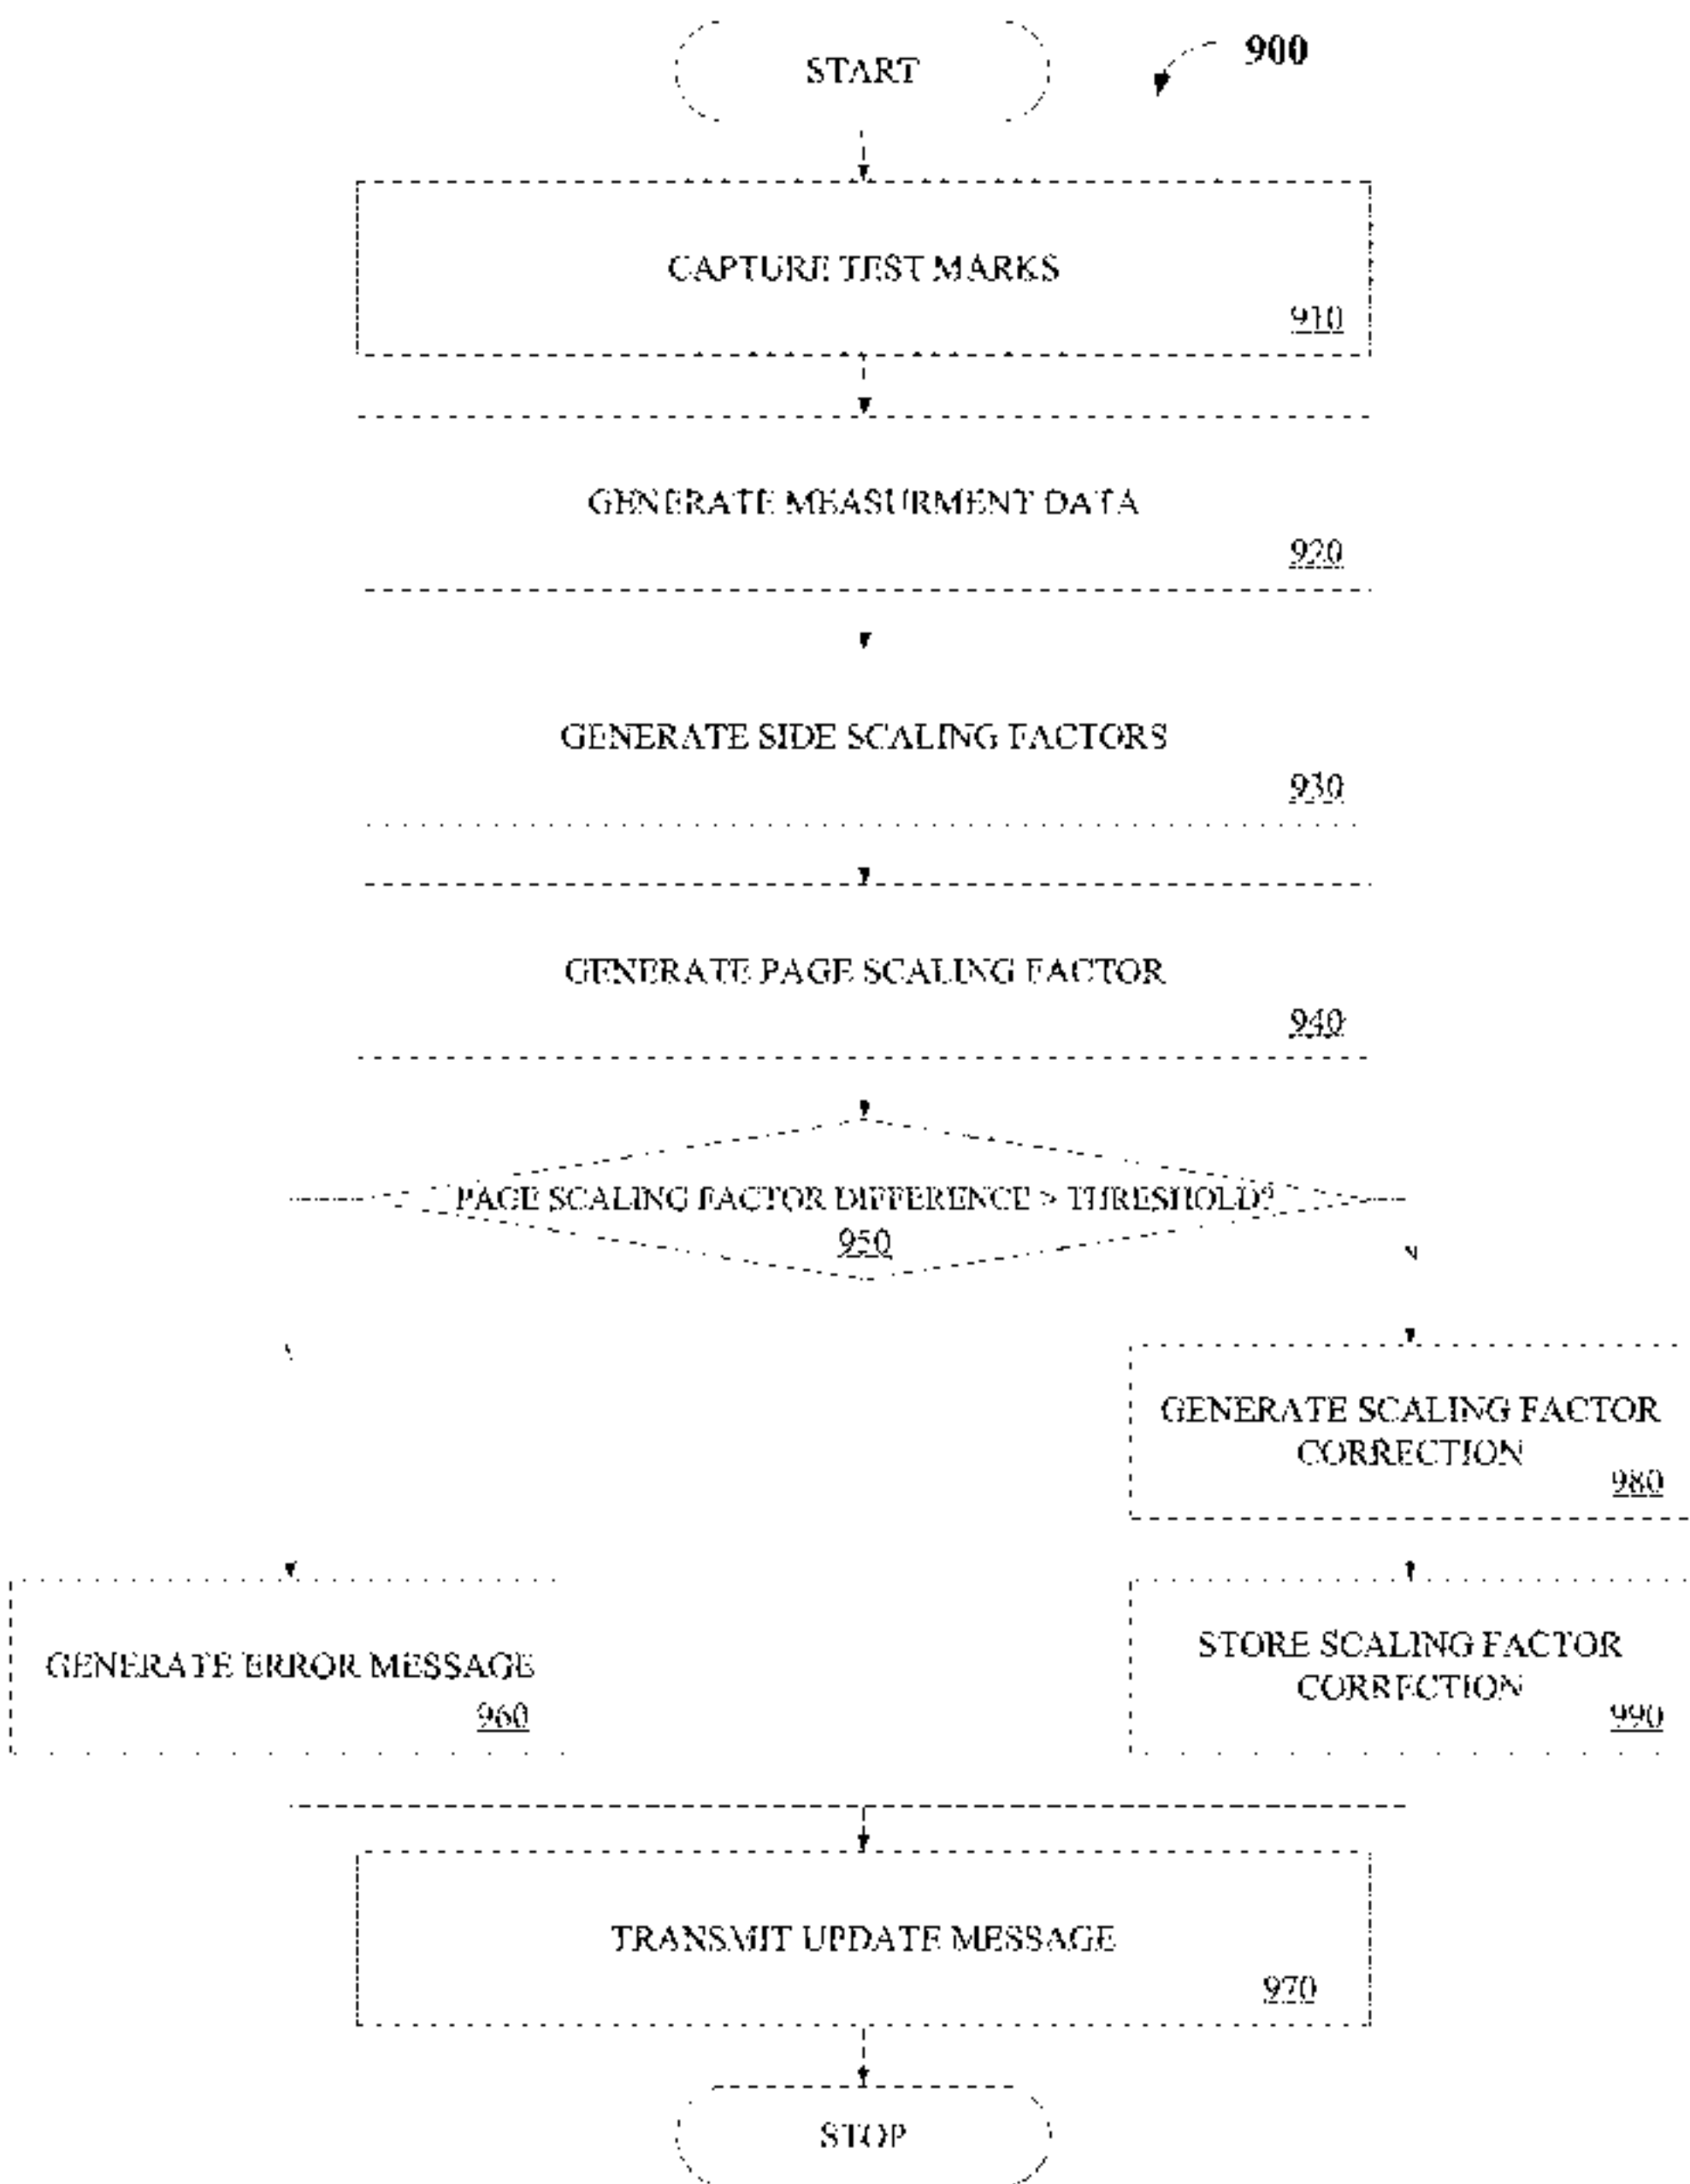 START
900
CAPTURE TEST MARKS
910
GENERATE MEASURMENT DATA
920
GENERATE SIDE SCALING FACTORS
930
GENERATE PAGE SCALING FACTOR
940
PAGE SCALING FACTOR DIFFERENCE > THRESHOLD?
950
GENERATE SCALING FACTOR
CORRECTION
980
GENERATE ERROR MESSAGE
960
STORE SCALING FACTOR
CORRECTION
990
TRANSMIT UPDATE MESSAGE
970
STOP